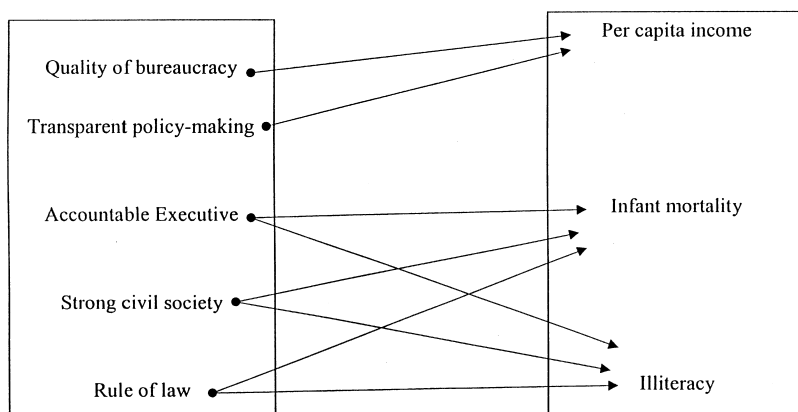 Quality of bureaucracy
Transparent policy-making
Accountable Executive
Strong civil society
Rule of law
Per capita income
Infant mortality
Illiteracy